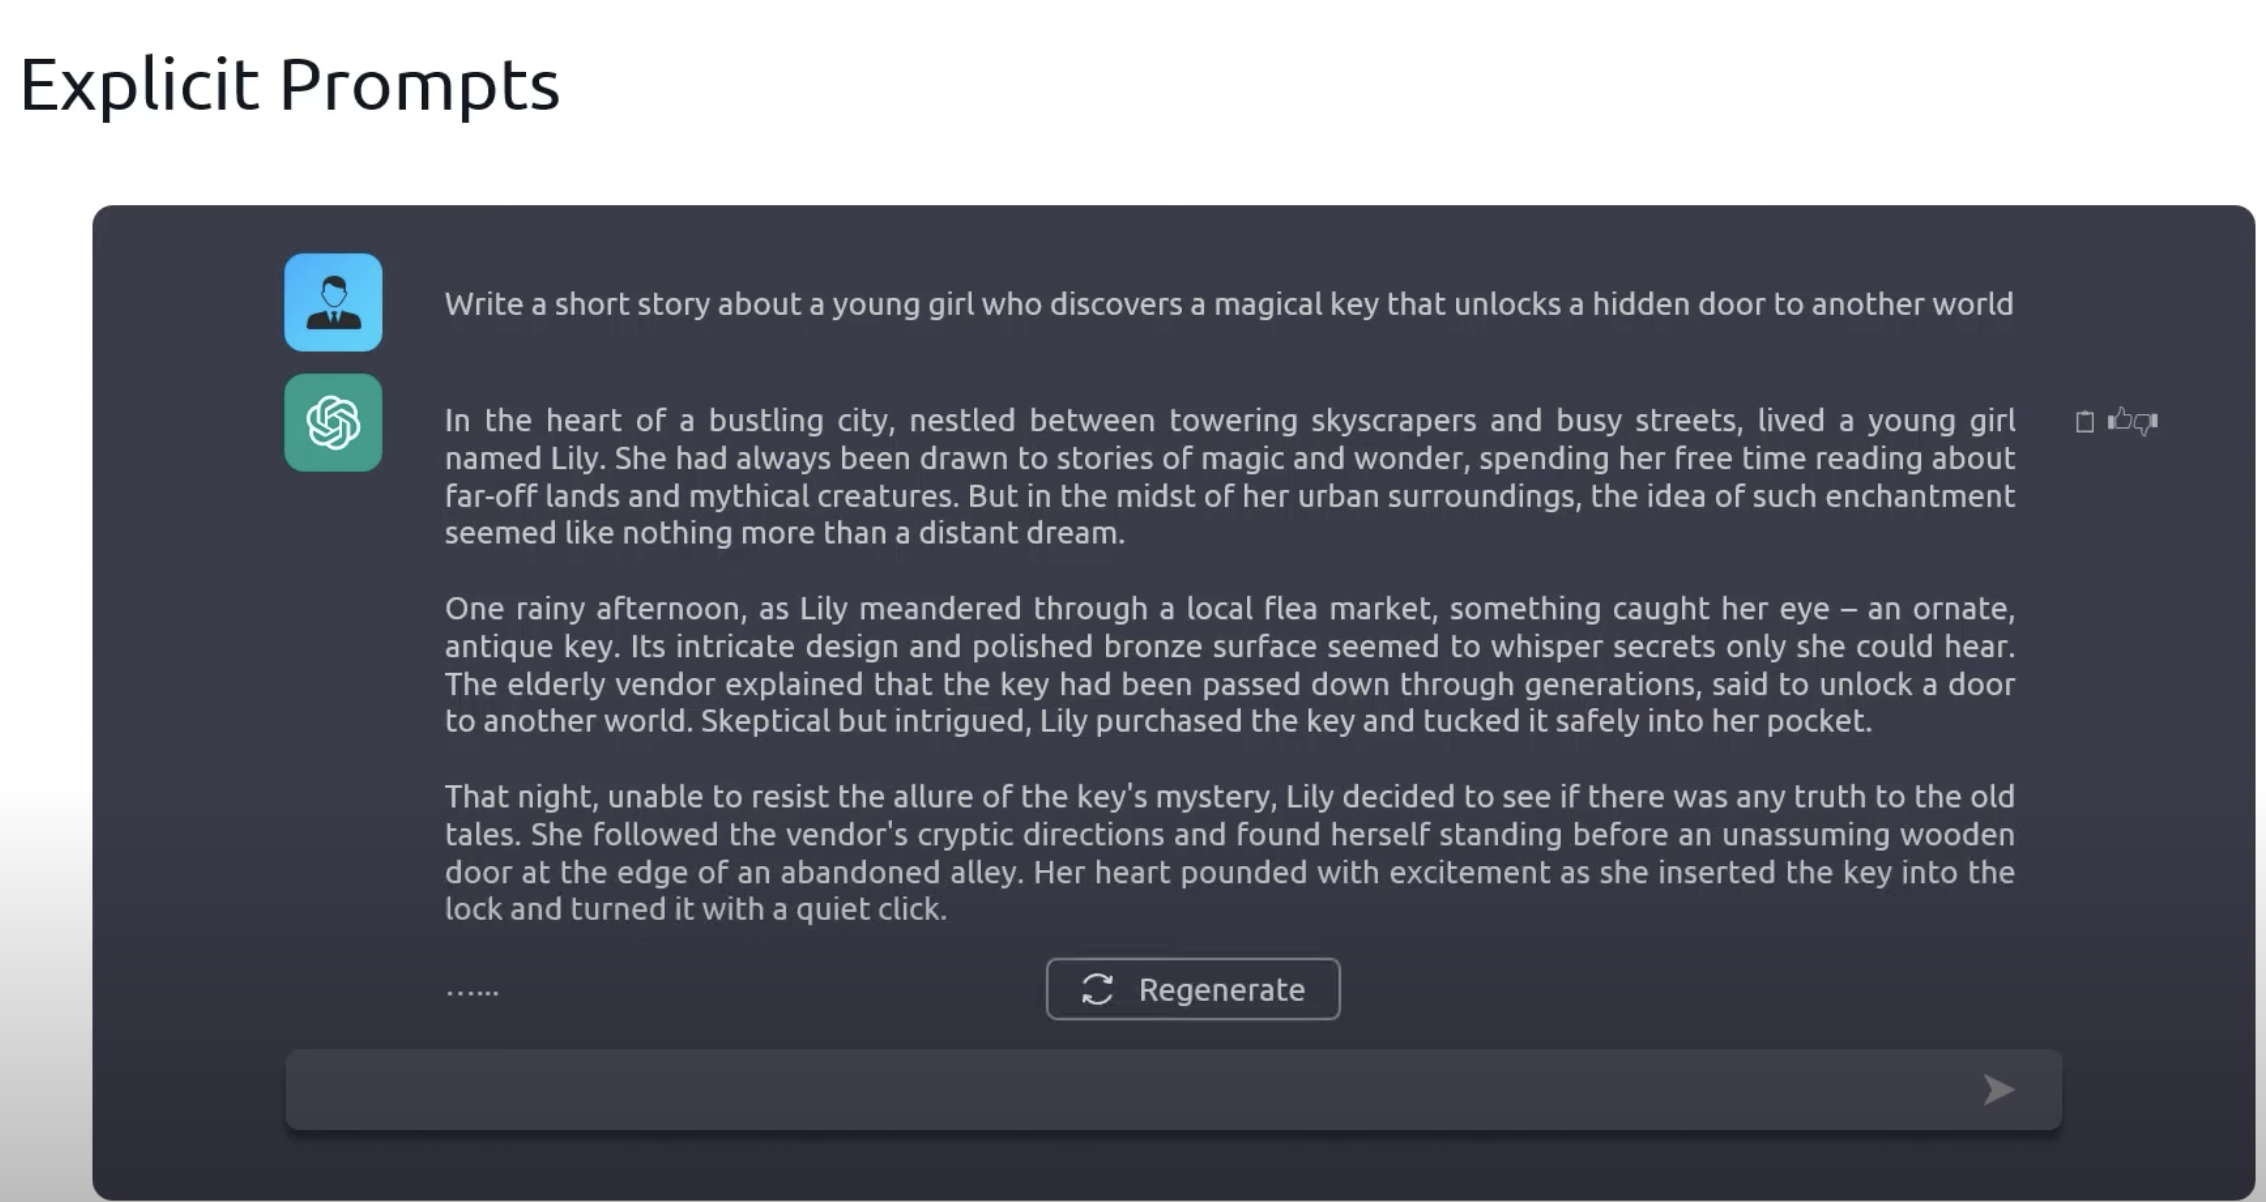 Explicit Prompts
Write a short story about a young girl who discovers a magical key that unlocks a hidden door to another world
In the heart of a bustling city, nestled between towering skyscrapers and busy streets, lived a young girl
named Lily. She had always been drawn to stories of magic and wonder, spending her free time reading about
far-off lands and mythical creatures. But in the midst of her urban surroundings, the idea of such enchantment
seemed like nothing more than a distant dream.
One rainy afternoon, as Lily meandered through a local flea market, something caught her eye – an ornate,
antique key. Its intricate design and polished bronze surface seemed to whisper secrets only she could hear.
The elderly vendor explained that the key had been passed down through generations, said to unlock a door
to another world. Skeptical but intrigued, Lily purchased the key and tucked it safely into her pocket.
That night, unable to resist the allure of the key's mystery, Lily decided to see if there was any truth to the old
tales. She followed the vendor's cryptic directions and found herself standing before an unassuming wooden
door at the edge of an abandoned alley. Her heart pounded with excitement as she inserted the key into the
lock and turned it with a quiet click.
......
Regenerate